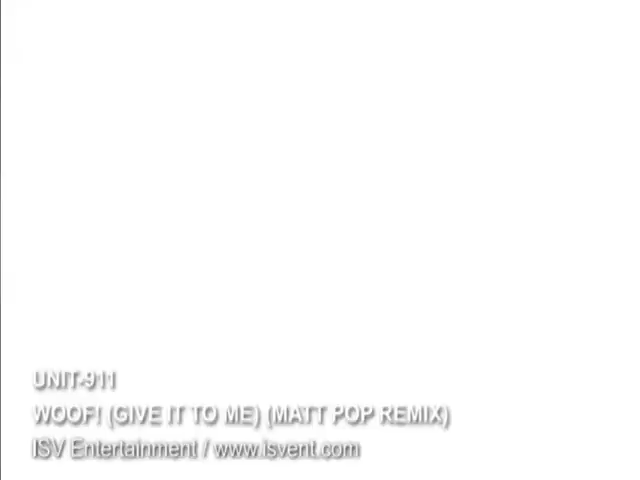 UNIT-911
WOOF! (GIVE IT TO ME) (MATT POP REMIX)
ISV Entertainment / www.isvent.com